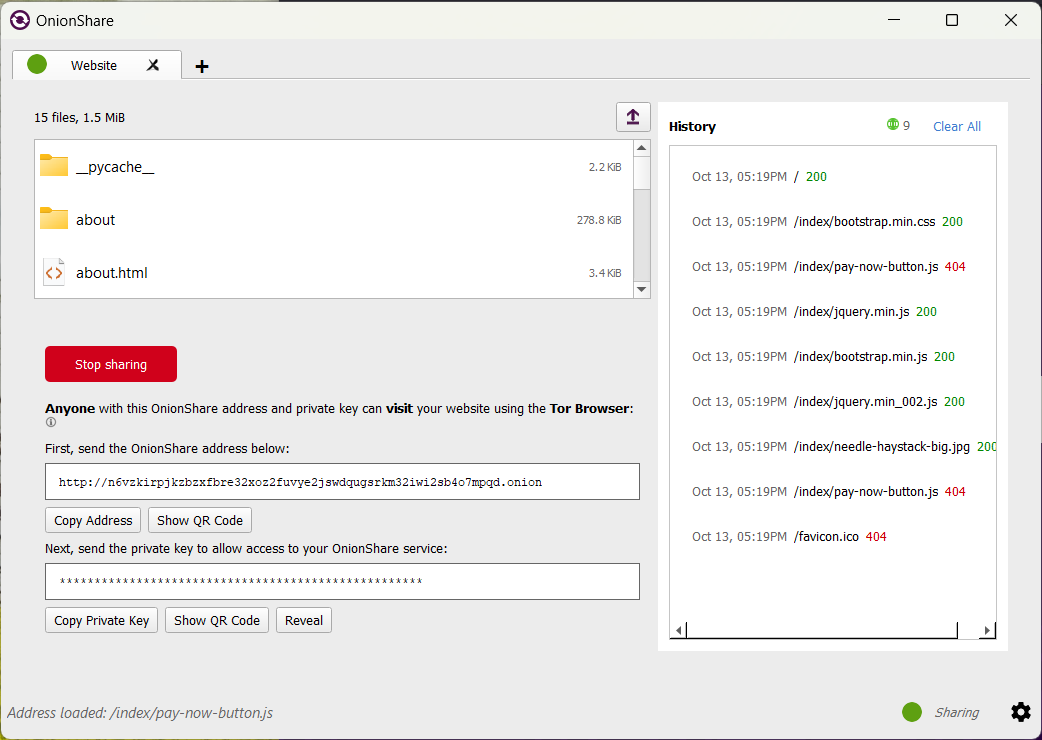 OnionShare
Website
15 files, 1.5 MiB
__pycache__ 2.2 KiB
about 278.8 KiB
about.html 3.4 KiB
Stop sharing
Anyone with this OnionShare address and private key can visit your website using the Tor Browser:
First, send the OnionShare address below:
http://n6vzkirpjkzbzxfbre32xoz2fuvye2jswdqugsrkm32iwi2sb4o7mpqd.onion
Copy Address Show QR Code
Next, send the private key to allow access to your OnionShare service:
****************************************************
Copy Private Key Show QR Code Reveal
History 9 Clear All
Oct 13, 05:19PM / 200
Oct 13, 05:19PM /index/bootstrap.min.css 200
Oct 13, 05:19PM /index/pay-now-button.js 404
Oct 13, 05:19PM /index/jquery.min.js 200
Oct 13, 05:19PM /index/bootstrap.min.js 200
Oct 13, 05:19PM /index/jquery.min_002.js 200
Oct 13, 05:19PM /index/needle-haystack-big.jpg 200
Oct 13, 05:19PM /index/pay-now-button.js 404
Oct 13, 05:19PM /favicon.ico 404
Address loaded: /index/pay-now-button.js
Sharing